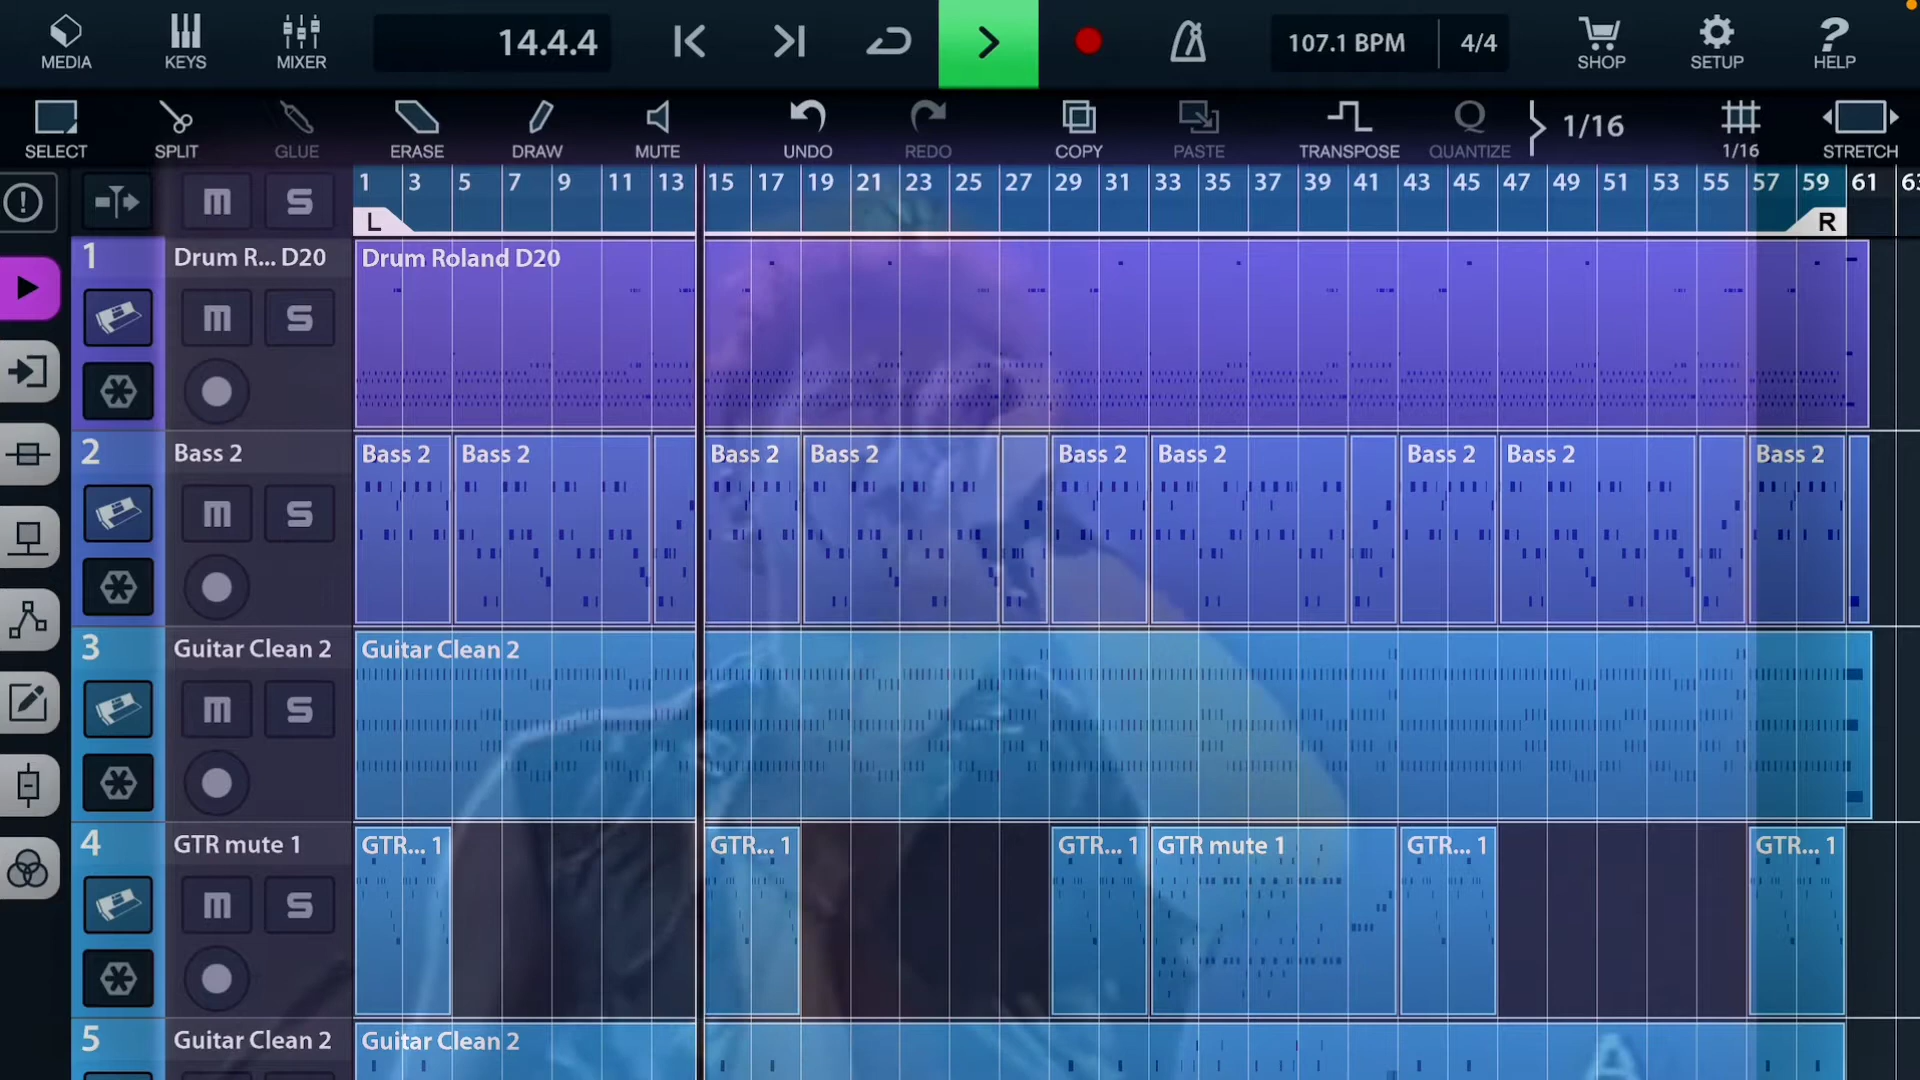 14.4.4
107.1 BPM
4/4
MEDIA
KEYS
MIXER
SHOP
SETUP
?
HELP
SELECT
SPLIT
GLUE
ERASE
DRAW
MUTE
UNDO
REDO
COPY
PASTE
TRANSPOSE
Q
QUANTIZE
1/16
1/16
STRETCH
m S
1 3 5 7 9 11 13 15 17 19 21 23 25 27 29 31 33 35 37 39 41 43 45 47 49 51 53 55 57 59 61 63
L
R
1
Drum R... D20
Drum Roland D20
m S
2
Bass 2
Bass 2 Bass 2 Bass 2 Bass 2 Bass 2 Bass 2 Bass 2 Bass 2 Bass 2
m S
3
Guitar Clean 2
Guitar Clean 2
m S
4
GTR mute 1
GTR... 1 GTR... 1 GTR... 1 GTR mute 1 GTR... 1 GTR... 1
m S
5
Guitar Clean 2
Guitar Clean 2
A